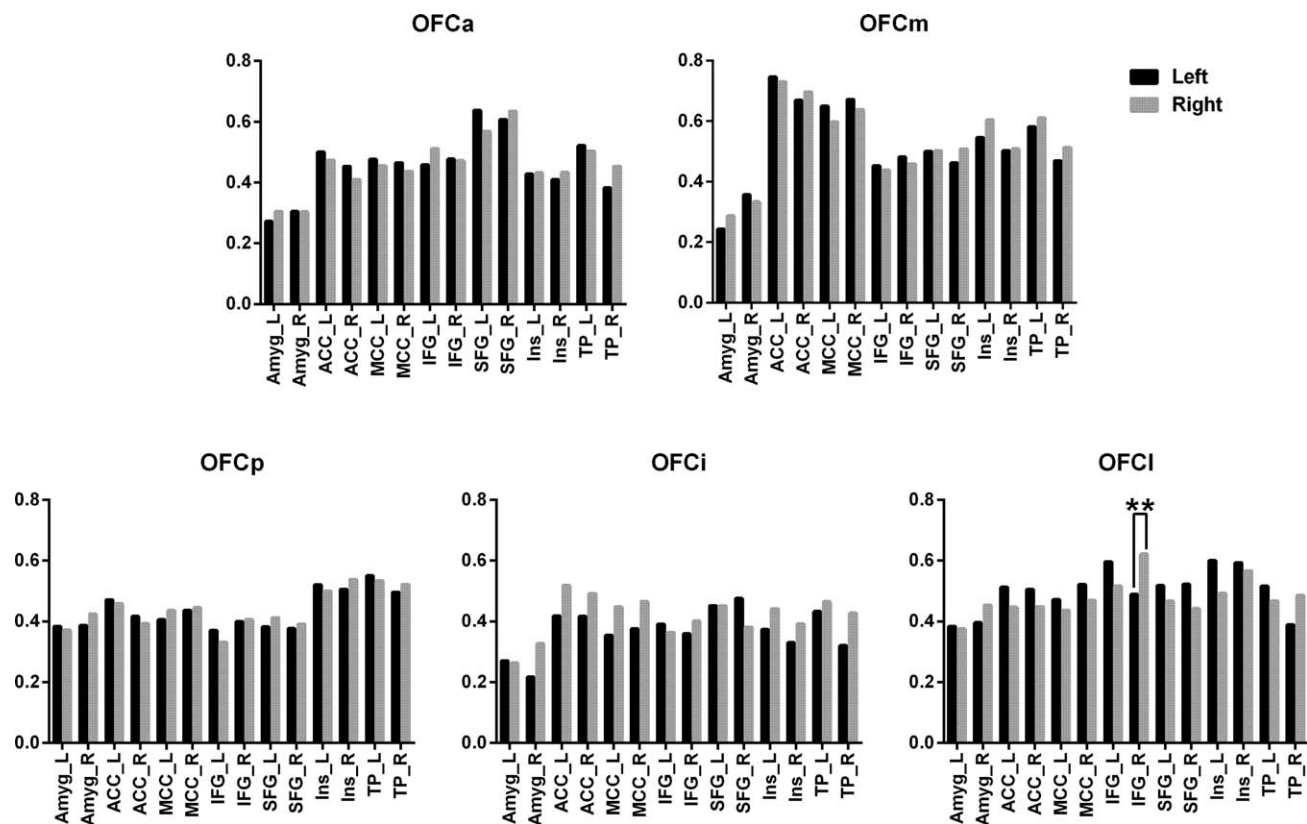 OFCa
0.8
0.6
0.4
0.2
0.0
Amyg_L
Amyg_R
ACC_L
ACC_R
MCC_L
MCC_R
IFG_L
IFG_R
SFG_L
SFG_R
Ins_L
Ins_R
TP_L
TP_R
OFCm
0.8
0.6
0.4
0.2
0.0
Amyg_L
Amyg_R
ACC_L
ACC_R
MCC_L
MCC_R
IFG_L
IFG_R
SFG_L
SFG_R
Ins_L
Ins_R
TP_L
TP_R
Left
Right
OFCp
0.8
0.6
0.4
0.2
0.0
Amyg_L
Amyg_R
ACC_L
ACC_R
MCC_L
MCC_R
IFG_L
IFG_R
SFG_L
SFG_R
Ins_L
Ins_R
TP_L
TP_R
OFCi
0.8
0.6
0.4
0.2
0.0
Amyg_L
Amyg_R
ACC_L
ACC_R
MCC_L
MCC_R
IFG_L
IFG_R
SFG_L
SFG_R
Ins_L
Ins_R
TP_L
TP_R
OFCl
0.8
0.6
0.4
0.2
0.0
**
Amyg_L
Amyg_R
ACC_L
ACC_R
MCC_L
MCC_R
IFG_L
IFG_R
SFG_L
SFG_R
Ins_L
Ins_R
TP_L
TP_R